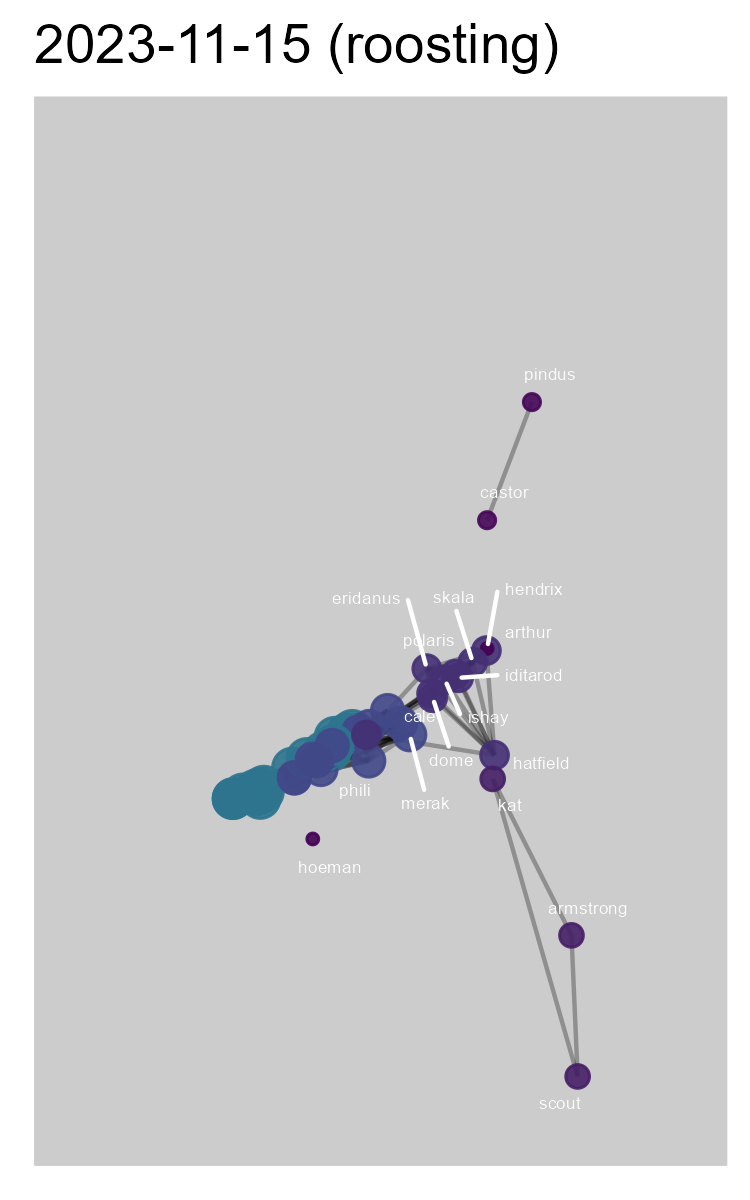 2023-11-15 (roosting)
pindus
castor
hendrix
eridanus
skala
arthur
polaris
iditarod
cale
ishay
dome
hatfield
phili
merak
kat
hoeman
armstrong
scout